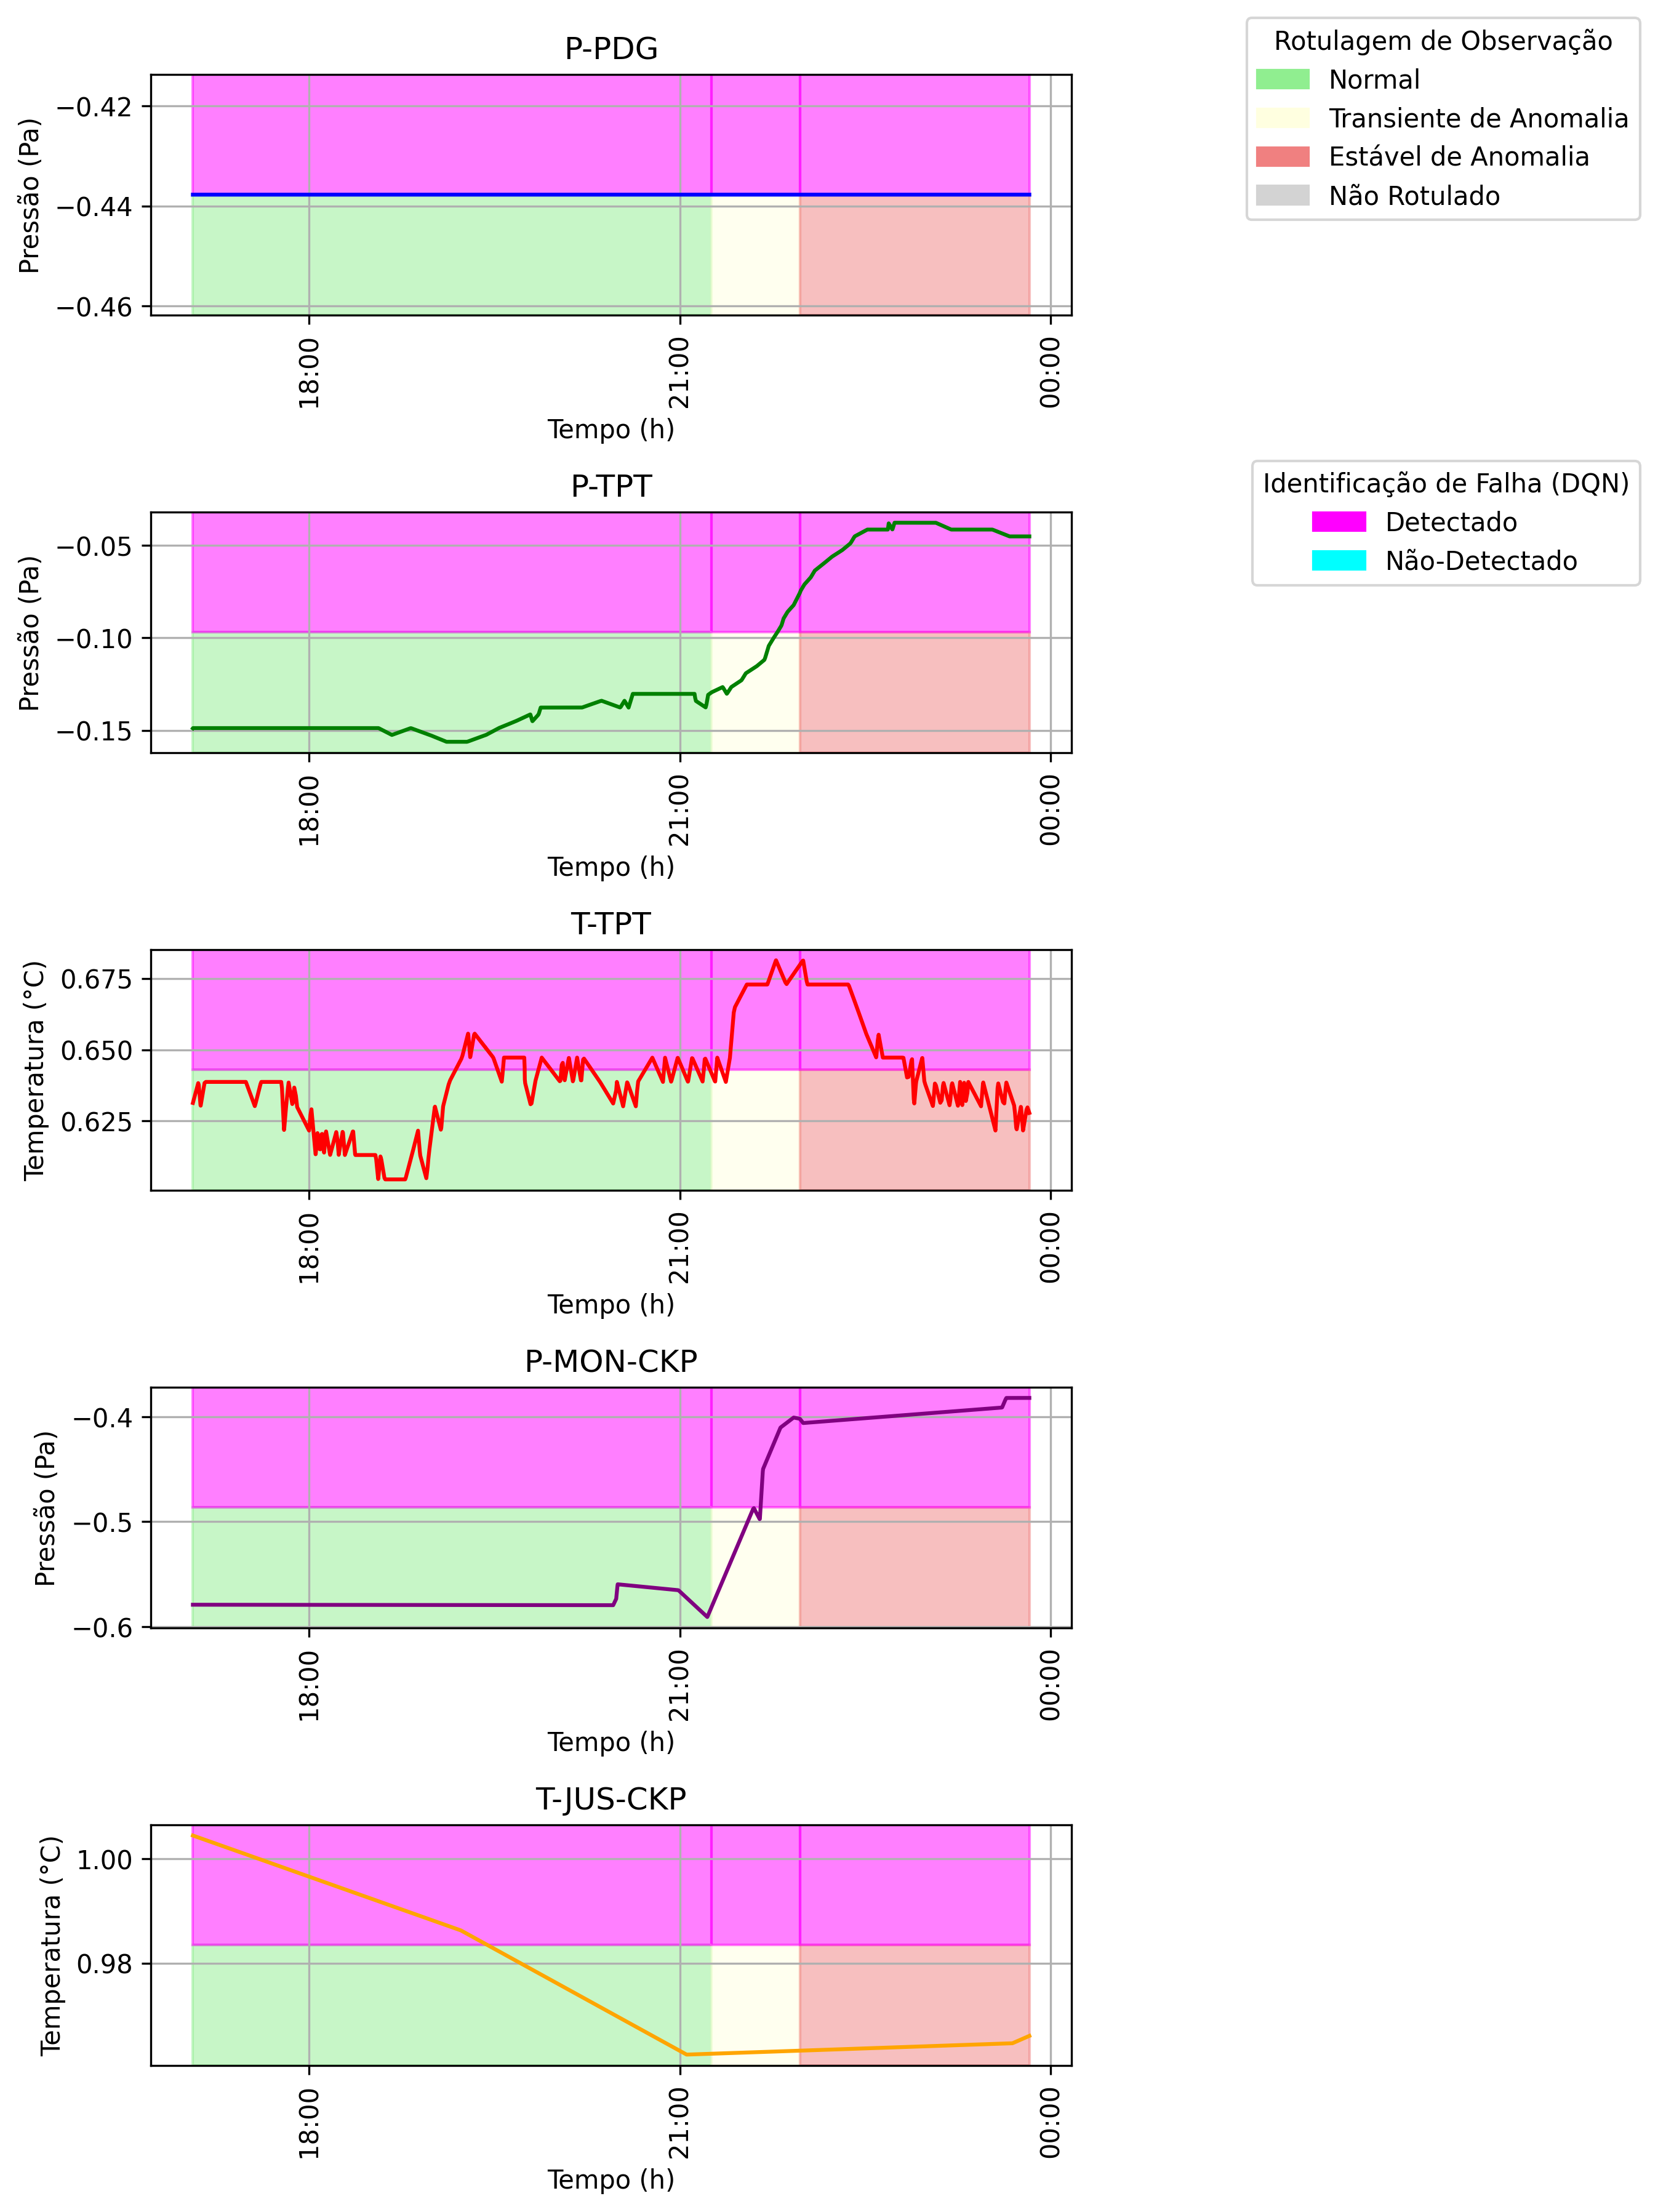 P-PDG
−0.42
−0.44
−0.46
Pressão (Pa)
18:00
21:00
00:00
Tempo (h)
Rotulagem de Observação
Normal
Transiente de Anomalia
Estável de Anomalia
Não Rotulado
P-TPT
−0.05
−0.10
−0.15
Pressão (Pa)
18:00
21:00
00:00
Tempo (h)
Identificação de Falha (DQN)
Detectado
Não-Detectado
T-TPT
0.675
0.650
0.625
Temperatura (°C)
18:00
21:00
00:00
Tempo (h)
P-MON-CKP
−0.4
−0.5
−0.6
Pressão (Pa)
18:00
21:00
00:00
Tempo (h)
T-JUS-CKP
1.00
0.98
Temperatura (°C)
18:00
21:00
00:00
Tempo (h)